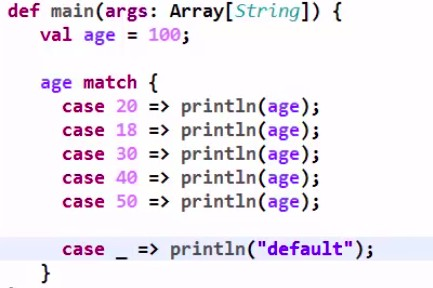 def main(args: Array[String]) {
val age = 100;
age match {
case 20 => println(age);
case 18 => println(age);
case 30 => println(age);
case 40 => println(age);
case 50 => println(age);
case _ => println("default");
}